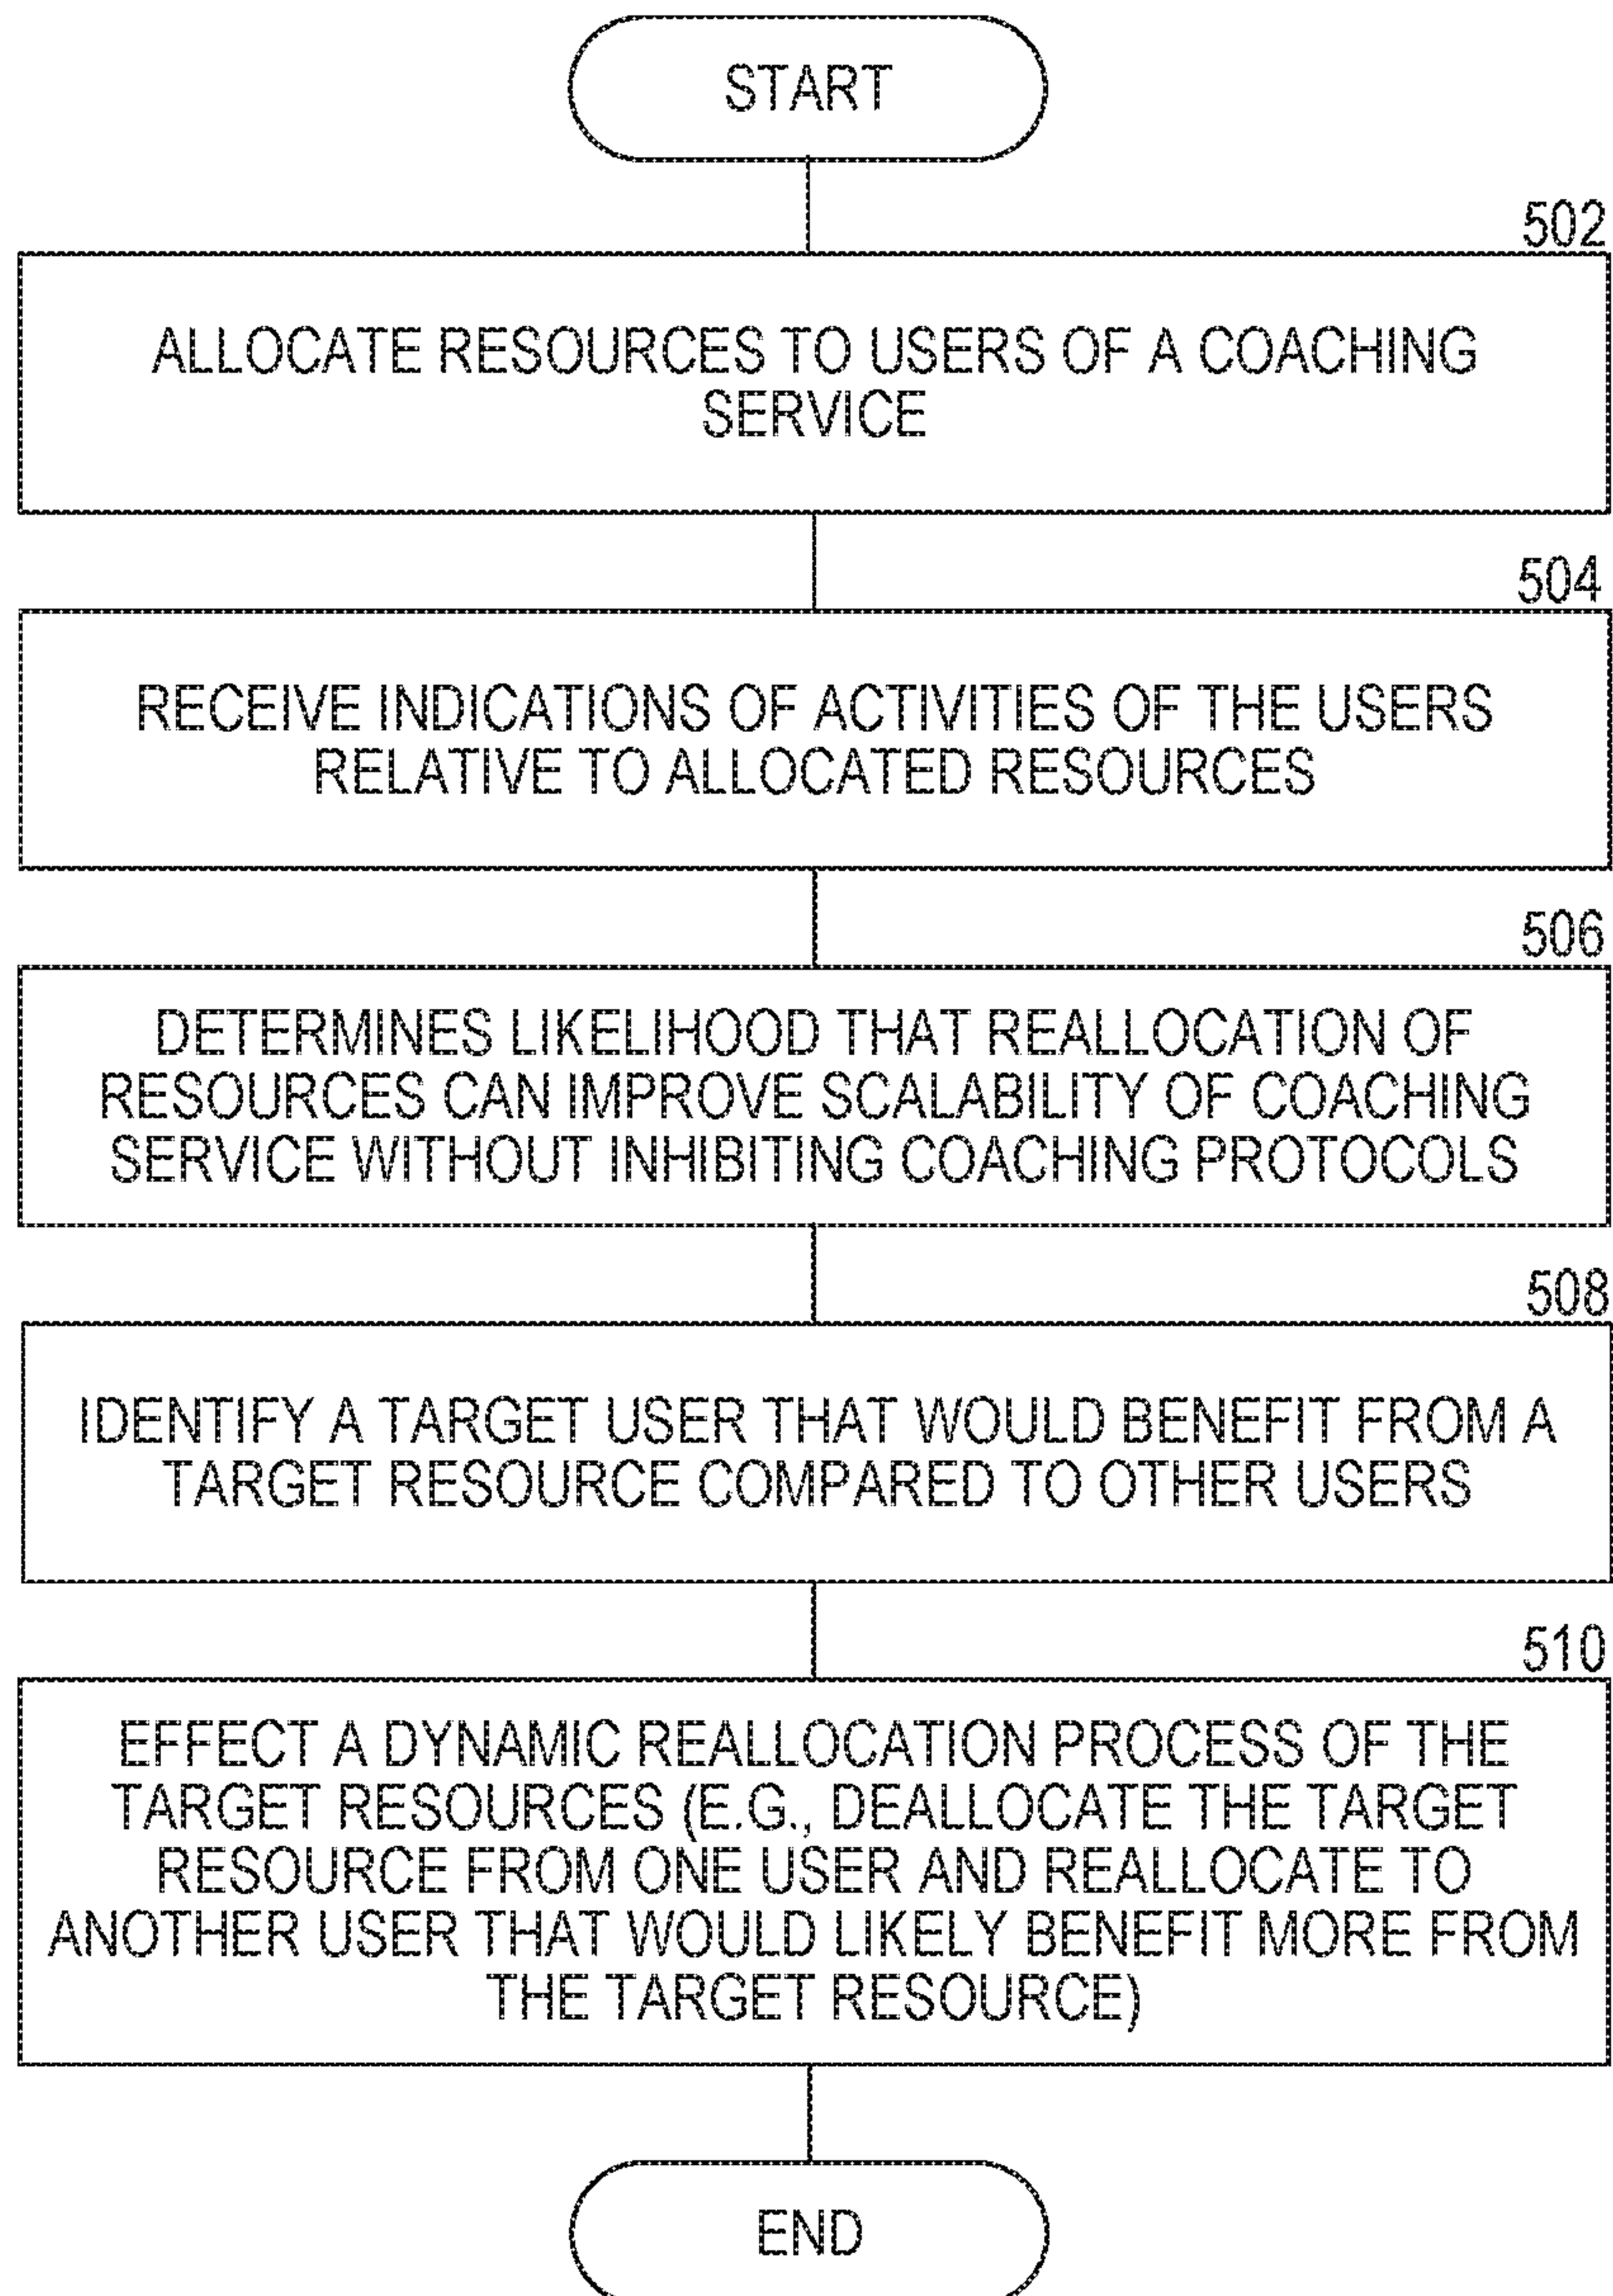 START
502
ALLOCATE RESOURCES TO USERS OF A COACHING
SERVICE
504
RECEIVE INDICATIONS OF ACTIVITIES OF THE USERS
RELATIVE TO ALLOCATED RESOURCES
506
DETERMINES LIKELIHOOD THAT REALLOCATION OF
RESOURCES CAN IMPROVE SCALABILITY OF COACHING
SERVICE WITHOUT INHIBITING COACHING PROTOCOLS
508
IDENTIFY A TARGET USER THAT WOULD BENEFIT FROM A
TARGET RESOURCE COMPARED TO OTHER USERS
510
EFFECT A DYNAMIC REALLOCATION PROCESS OF THE
TARGET RESOURCES (E.G., DEALLOCATE THE TARGET
RESOURCE FROM ONE USER AND REALLOCATE TO
ANOTHER USER THAT WOULD LIKELY BENEFIT MORE FROM
THE TARGET RESOURCE)
END